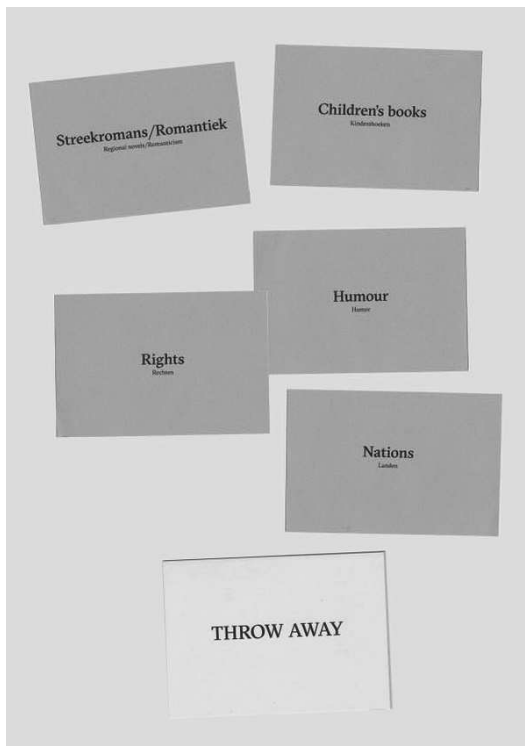 Streekromans/Romantiek
Regional novels/Romanticism
Children's books
Kinderboeken
Humour
Humor
Rights
Rechten
Nations
Landen
THROW AWAY